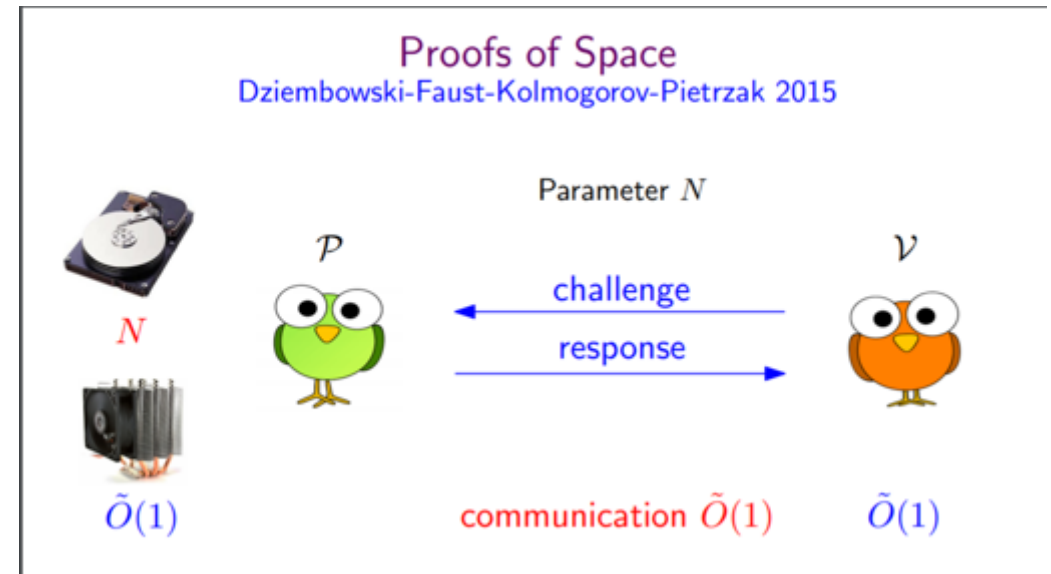 Proofs of Space
Dziembowski-Faust-Kolmogorov-Pietrzak 2015
Parameter N
𝒫
𝒱
challenge
N
response
Õ(1)
communication Õ(1)
Õ(1)